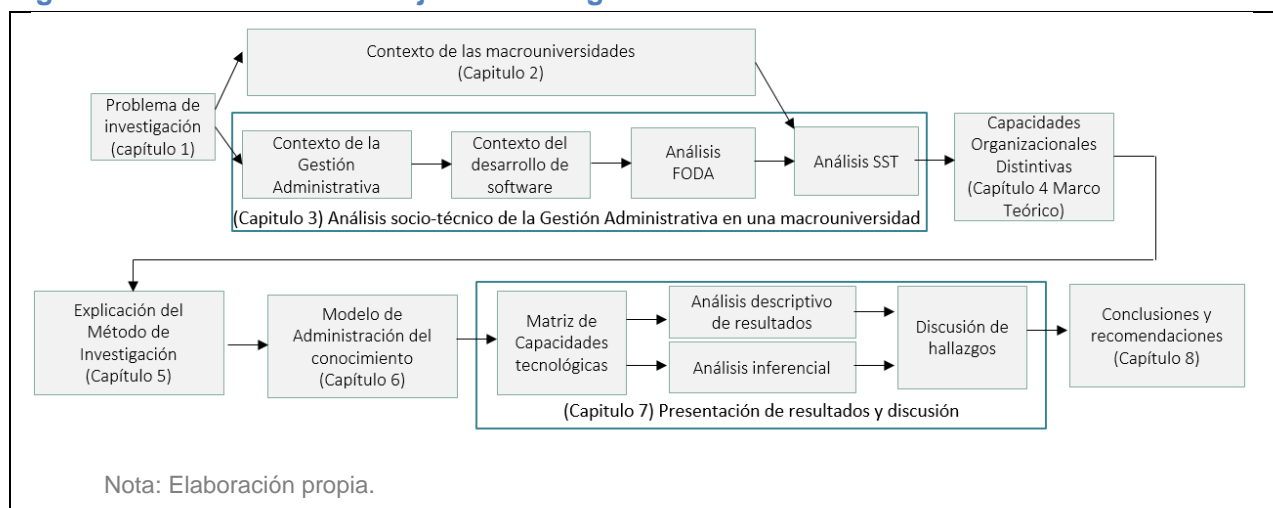 Contexto de las macrouniversidades
(Capitulo 2)
Problema de
investigación
(capítulo 1)
Contexto de la
Gestión
Administrativa
Contexto del
desarrollo de
software
Análisis
FODA
Análisis SST
(Capitulo 3) Análisis socio-técnico de la Gestión Administrativa en una macrouniversidad
Capacidades
Organizacionales
Distintivas
(Capítulo 4 Marco
Teórico)
Explicación del
Método de
Investigación
(Capítulo 5)
Modelo de
Administración del
conocimiento
(Capítulo 6)
Matriz de
Capacidades
tecnológicas
Análisis descriptivo
de resultados
Análisis inferencial
Discusión de
hallazgos
(Capitulo 7) Presentación de resultados y discusión
Conclusiones y
recomendaciones
(Capítulo 8)
Nota: Elaboración propia.